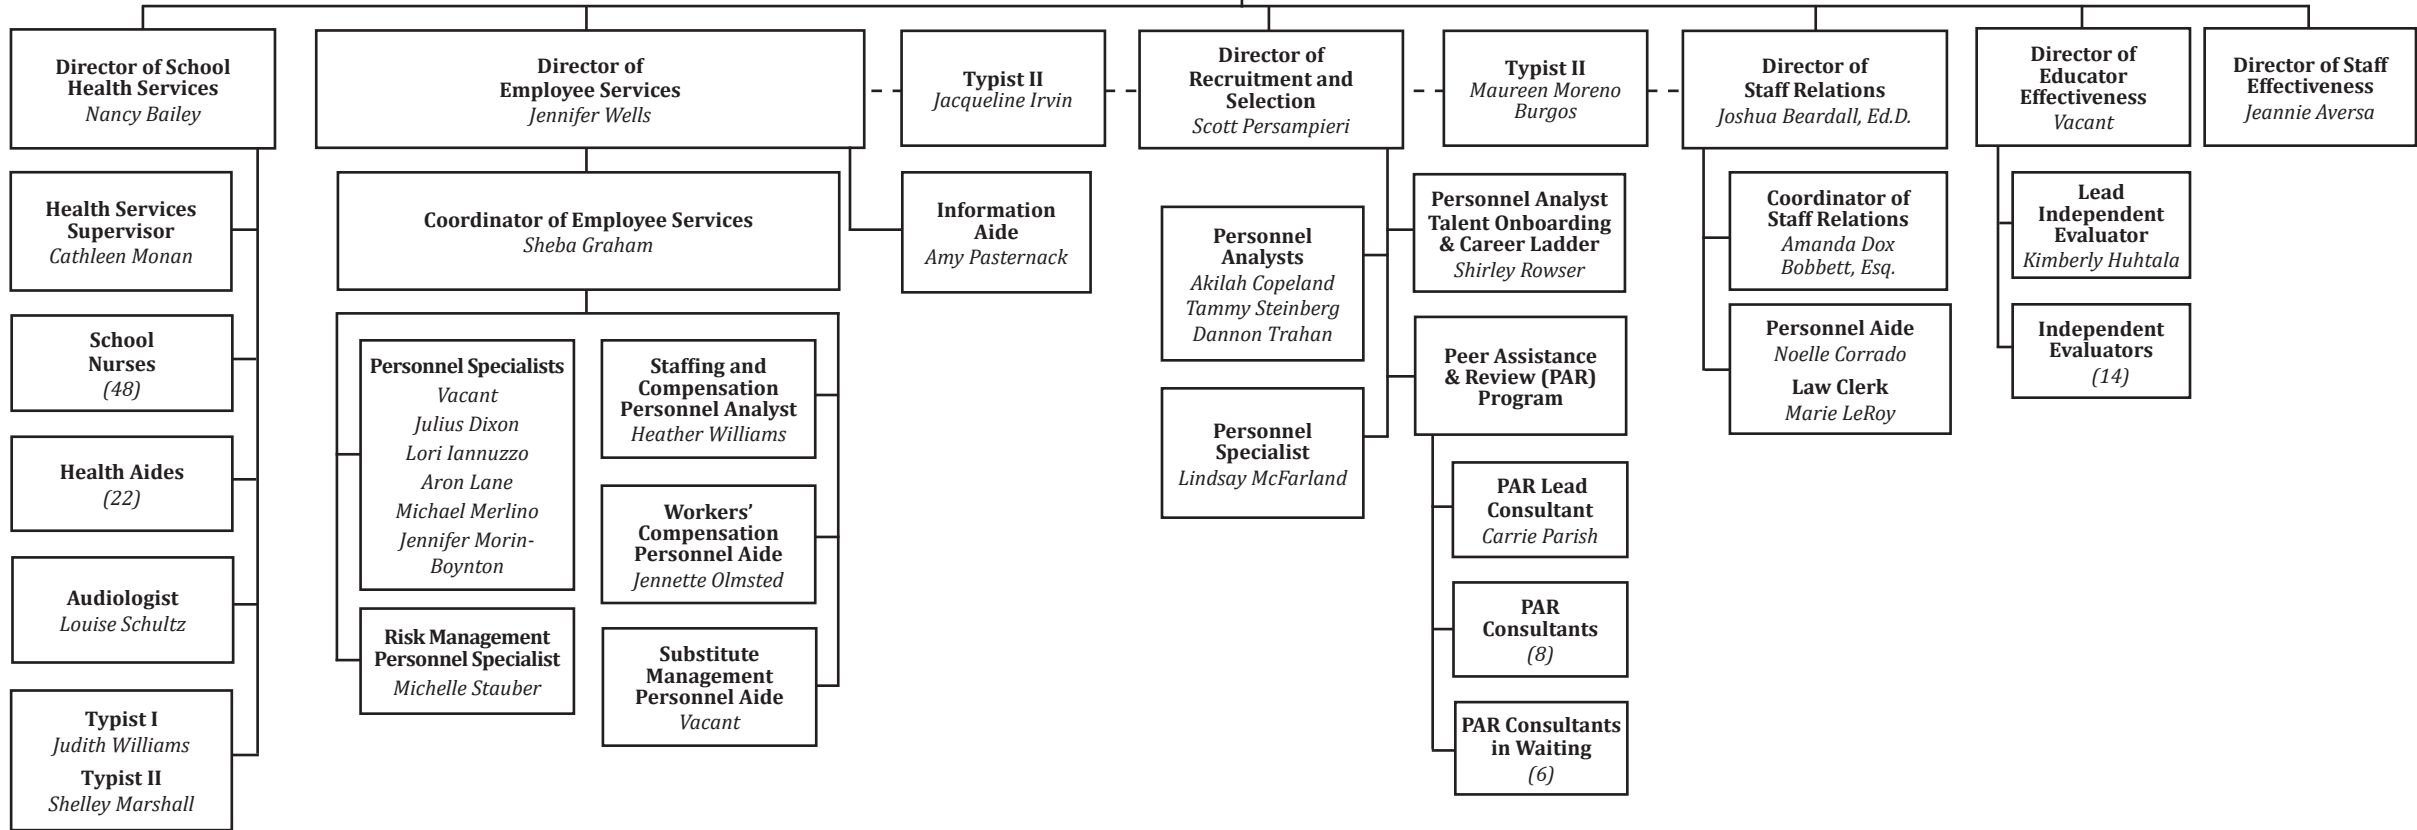 Director of School
Health Services
Nancy Bailey
Health Services
Supervisor
Cathleen Monan
School
Nurses
(48)
Health Aides
(22)
Audiologist
Louise Schultz
Typist I
Judith Williams
Typist II
Shelley Marshall
Director of
Employee Services
Jennifer Wells
Coordinator of Employee Services
Sheba Graham
Personnel Specialists
Vacant
Julius Dixon
Lori Iannuzzo
Aron Lane
Michael Merlino
Jennifer Morin-
Boynton
Risk Management
Personnel Specialist
Michelle Stauber
Staffing and
Compensation
Personnel Analyst
Heather Williams
Workers’
Compensation
Personnel Aide
Jennette Olmsted
Substitute
Management
Personnel Aide
Vacant
Typist II
Jacqueline Irvin
Information
Aide
Amy Pasternack
Director of
Recruitment and
Selection
Scott Persampieri
Personnel
Analysts
Akilah Copeland
Tammy Steinberg
Dannon Trahan
Personnel
Specialist
Lindsay McFarland
Personnel Analyst
Talent Onboarding
& Career Ladder
Shirley Rowser
Peer Assistance
& Review (PAR)
Program
PAR Lead
Consultant
Carrie Parish
PAR
Consultants
(8)
PAR Consultants
in Waiting
(6)
Typist II
Maureen Moreno
Burgos
Director of
Staff Relations
Joshua Beardall, Ed.D.
Coordinator of
Staff Relations
Amanda Dox
Bobbett, Esq.
Personnel Aide
Noelle Corrado
Law Clerk
Marie LeRoy
Director of
Educator
Effectiveness
Vacant
Lead
Independent
Evaluator
Kimberly Huhtala
Independent
Evaluators
(14)
Director of Staff
Effectiveness
Jeannie Aversa